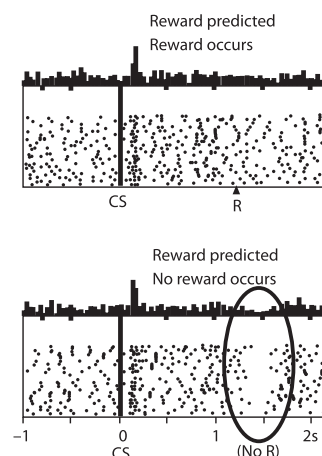 Reward predicted
Reward occurs
CS
R
Reward predicted
No reward occurs
−1 0 1 2s
CS (No R)